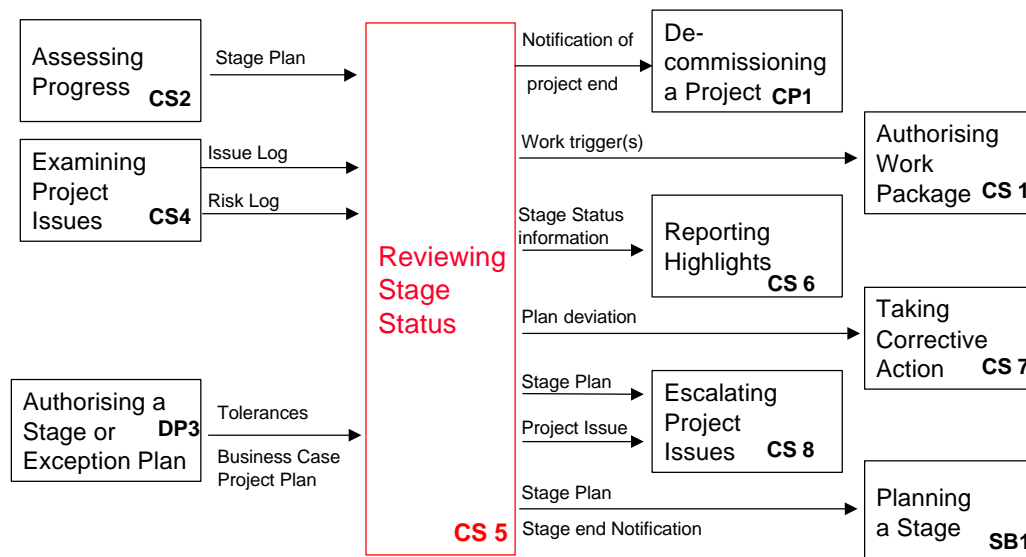 Assessing
Progress
CS2
Stage Plan
Examining
Project
Issues
CS4
Issue Log
Risk Log
Authorising a
Stage or
DP3
Exception Plan
Tolerances
Business Case
Project Plan
Reviewing
Stage
Status
CS 5
Notification of
project end
De-
commissioning
a Project
CP1
Work trigger(s)
Authorising
Work
Package
CS 1
Stage Status
information
Reporting
Highlights
CS 6
Plan deviation
Taking
Corrective
Action
CS 7
Stage Plan
Project Issue
Escalating
Project
Issues
CS 8
Stage Plan
Stage end Notification
Planning
a Stage
SB1